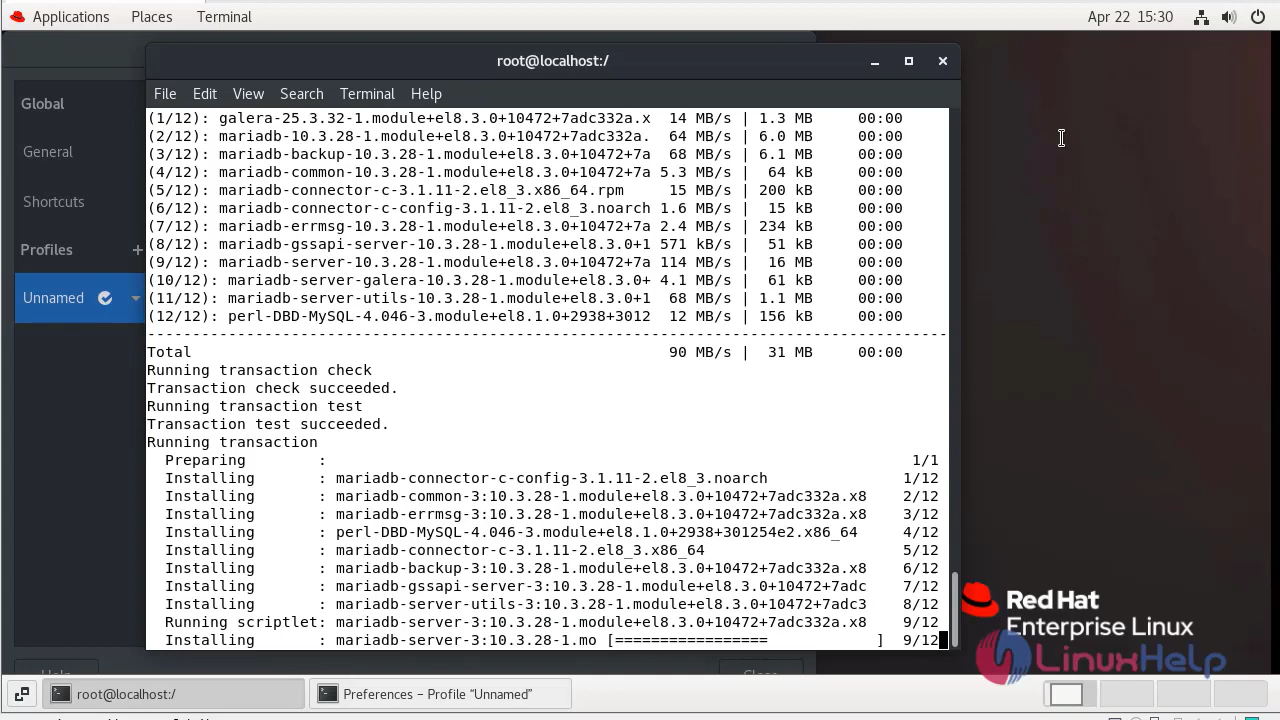 Applications Places Terminal Apr 22 15:30
root@localhost:/
File Edit View Search Terminal Help
Global
General
Shortcuts
Profiles +
Unnamed
(1/12): galera-25.3.32-1.module+el8.3.0+10472+7adc332a.x 14 MB/s | 1.3 MB 00:00
(2/12): mariadb-10.3.28-1.module+el8.3.0+10472+7adc332a. 64 MB/s | 6.0 MB 00:00
(3/12): mariadb-backup-10.3.28-1.module+el8.3.0+10472+7a 68 MB/s | 6.1 MB 00:00
(4/12): mariadb-common-10.3.28-1.module+el8.3.0+10472+7a 5.3 MB/s | 64 kB 00:00
(5/12): mariadb-connector-c-3.1.11-2.el8_3.x86_64.rpm 15 MB/s | 200 kB 00:00
(6/12): mariadb-connector-c-config-3.1.11-2.el8_3.noarch 1.6 MB/s | 15 kB 00:00
(7/12): mariadb-errmsg-10.3.28-1.module+el8.3.0+10472+7a 2.4 MB/s | 234 kB 00:00
(8/12): mariadb-gssapi-server-10.3.28-1.module+el8.3.0+1 571 kB/s | 51 kB 00:00
(9/12): mariadb-server-10.3.28-1.module+el8.3.0+10472+7a 114 MB/s | 16 MB 00:00
(10/12): mariadb-server-galera-10.3.28-1.module+el8.3.0+ 4.1 MB/s | 61 kB 00:00
(11/12): mariadb-server-utils-10.3.28-1.module+el8.3.0+1 68 MB/s | 1.1 MB 00:00
(12/12): perl-DBD-MySQL-4.046-3.module+el8.1.0+2938+3012 12 MB/s | 156 kB 00:00
--------------------------------------------------------------------------------
Total 90 MB/s | 31 MB 00:00
Running transaction check
Transaction check succeeded.
Running transaction test
Transaction test succeeded.
Running transaction
Preparing : 1/1
Installing : mariadb-connector-c-config-3.1.11-2.el8_3.noarch 1/12
Installing : mariadb-common-3:10.3.28-1.module+el8.3.0+10472+7adc332a.x8 2/12
Installing : mariadb-errmsg-3:10.3.28-1.module+el8.3.0+10472+7adc332a.x8 3/12
Installing : perl-DBD-MySQL-4.046-3.module+el8.1.0+2938+301254e2.x86_64 4/12
Installing : mariadb-connector-c-3.1.11-2.el8_3.x86_64 5/12
Installing : mariadb-backup-3:10.3.28-1.module+el8.3.0+10472+7adc332a.x8 6/12
Installing : mariadb-gssapi-server-3:10.3.28-1.module+el8.3.0+10472+7adc 7/12
Installing : mariadb-server-utils-3:10.3.28-1.module+el8.3.0+10472+7adc3 8/12
Running scriptlet: mariadb-server-3:10.3.28-1.module+el8.3.0+10472+7adc332a.x8 9/12
Installing : mariadb-server-3:10.3.28-1.mo [================= ] 9/12
Red Hat
Enterprise Linux
LinuxHelp
root@localhost:/ Preferences – Profile “Unnamed”